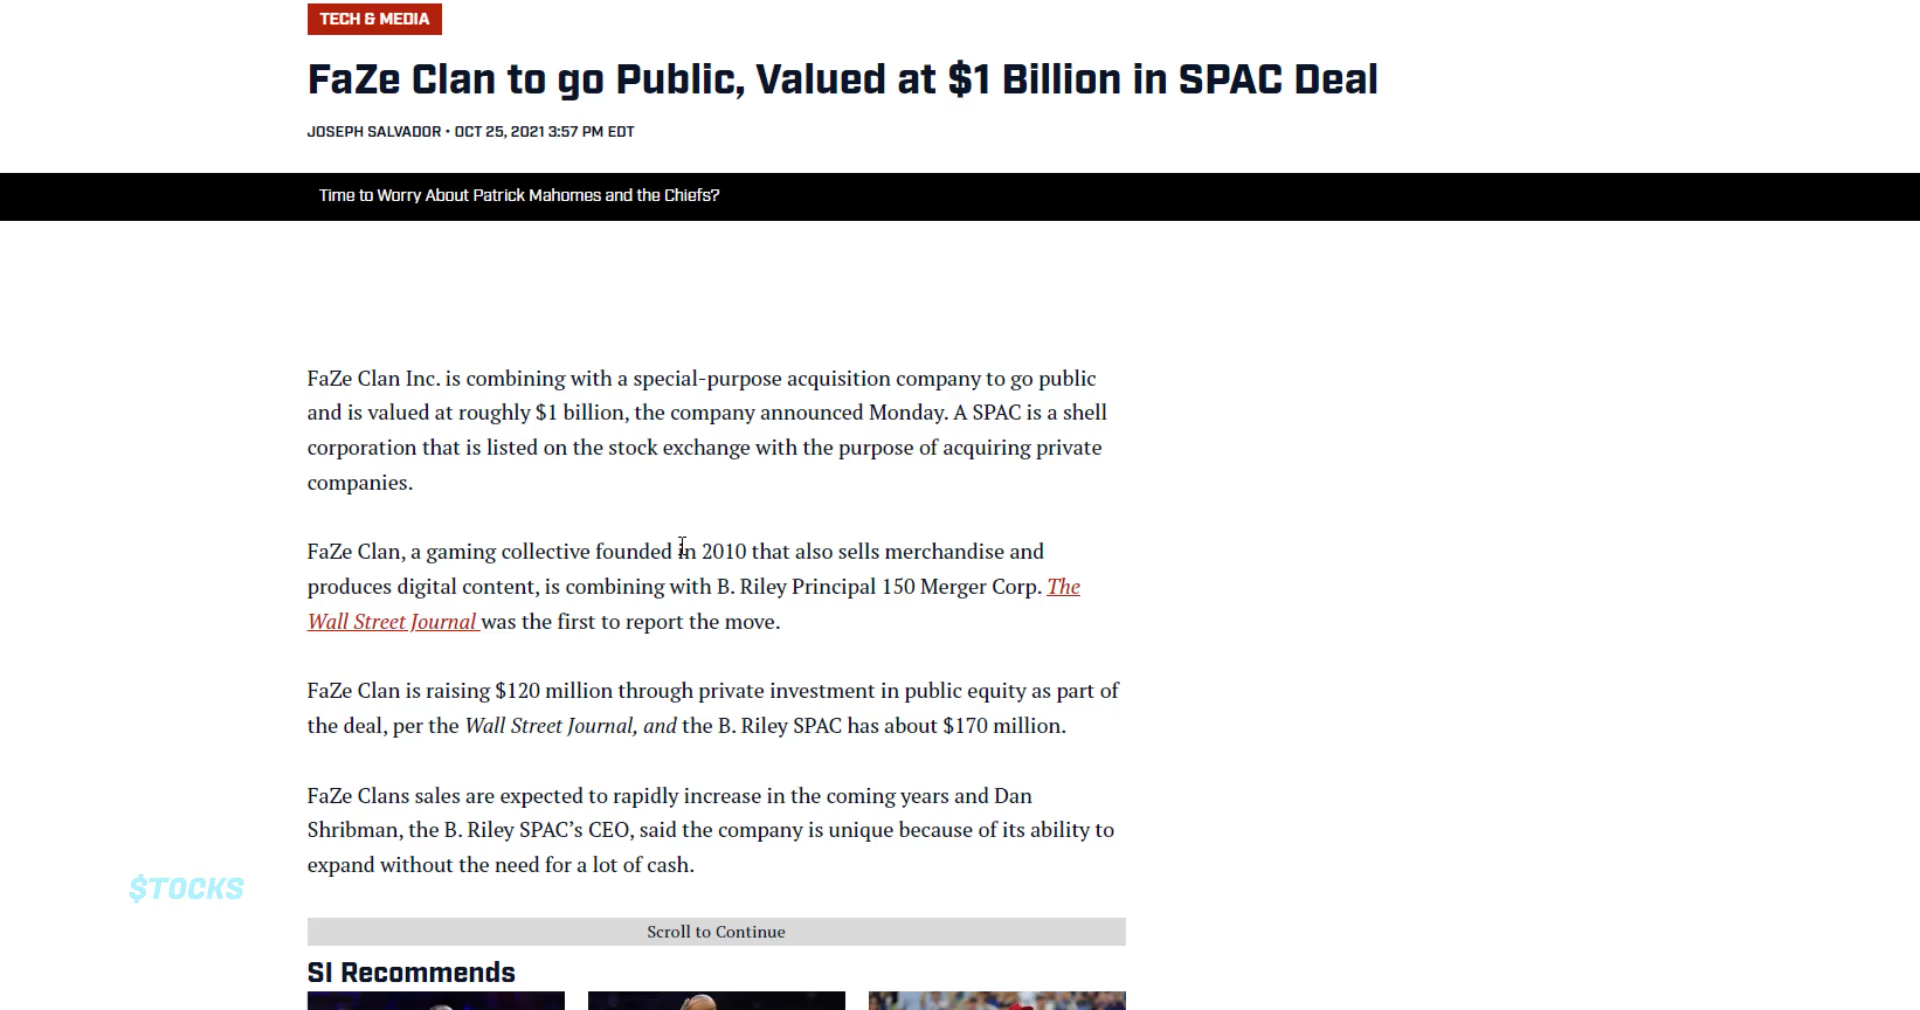 TECH & MEDIA
FaZe Clan to go Public, Valued at $1 Billion in SPAC Deal
JOSEPH SALVADOR • OCT 25, 2021 3:57 PM EDT
Time to Worry About Patrick Mahomes and the Chiefs?
FaZe Clan Inc. is combining with a special-purpose acquisition company to go public
and is valued at roughly $1 billion, the company announced Monday. A SPAC is a shell
corporation that is listed on the stock exchange with the purpose of acquiring private
companies.
FaZe Clan, a gaming collective founded in 2010 that also sells merchandise and
produces digital content, is combining with B. Riley Principal 150 Merger Corp. The
Wall Street Journal was the first to report the move.
FaZe Clan is raising $120 million through private investment in public equity as part of
the deal, per the Wall Street Journal, and the B. Riley SPAC has about $170 million.
FaZe Clans sales are expected to rapidly increase in the coming years and Dan
Shribman, the B. Riley SPAC’s CEO, said the company is unique because of its ability to
expand without the need for a lot of cash.
$TOCKS
Scroll to Continue
SI Recommends